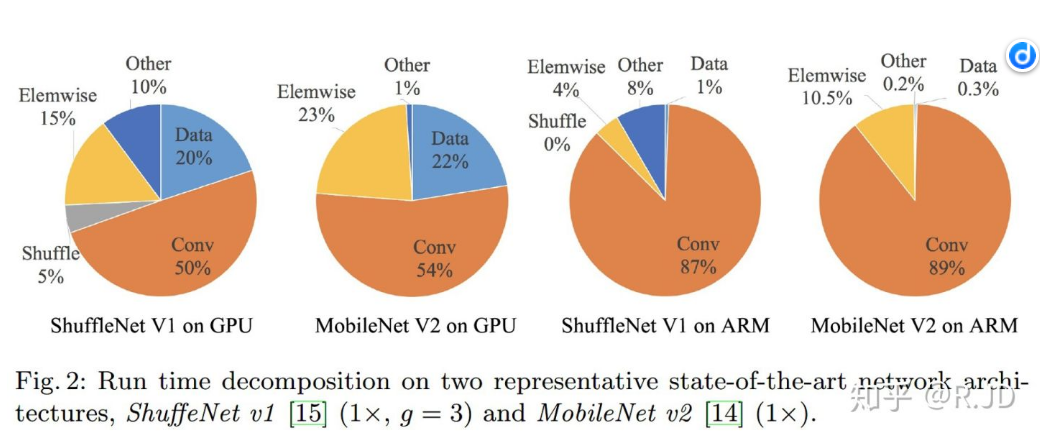 Other
10%
Elemwise
15%
Data
20%
Conv
50%
Shuffle
5%
ShuffleNet V1 on GPU
Other
1%
Elemwise
23%
Data
22%
Conv
54%
MobileNet V2 on GPU
Elemwise
4%
Other
8%
Data
1%
Shuffle
0%
Conv
87%
ShuffleNet V1 on ARM
Elemwise
10.5%
Other
0.2%
Data
0.3%
Conv
89%
MobileNet V2 on ARM
Fig. 2: Run time decomposition on two representative state-of-the-art network archi-
tectures, ShuffeNet v1 [15] (1×, g = 3) and MobileNet v2 [14] (1×).
知乎 @R.JD